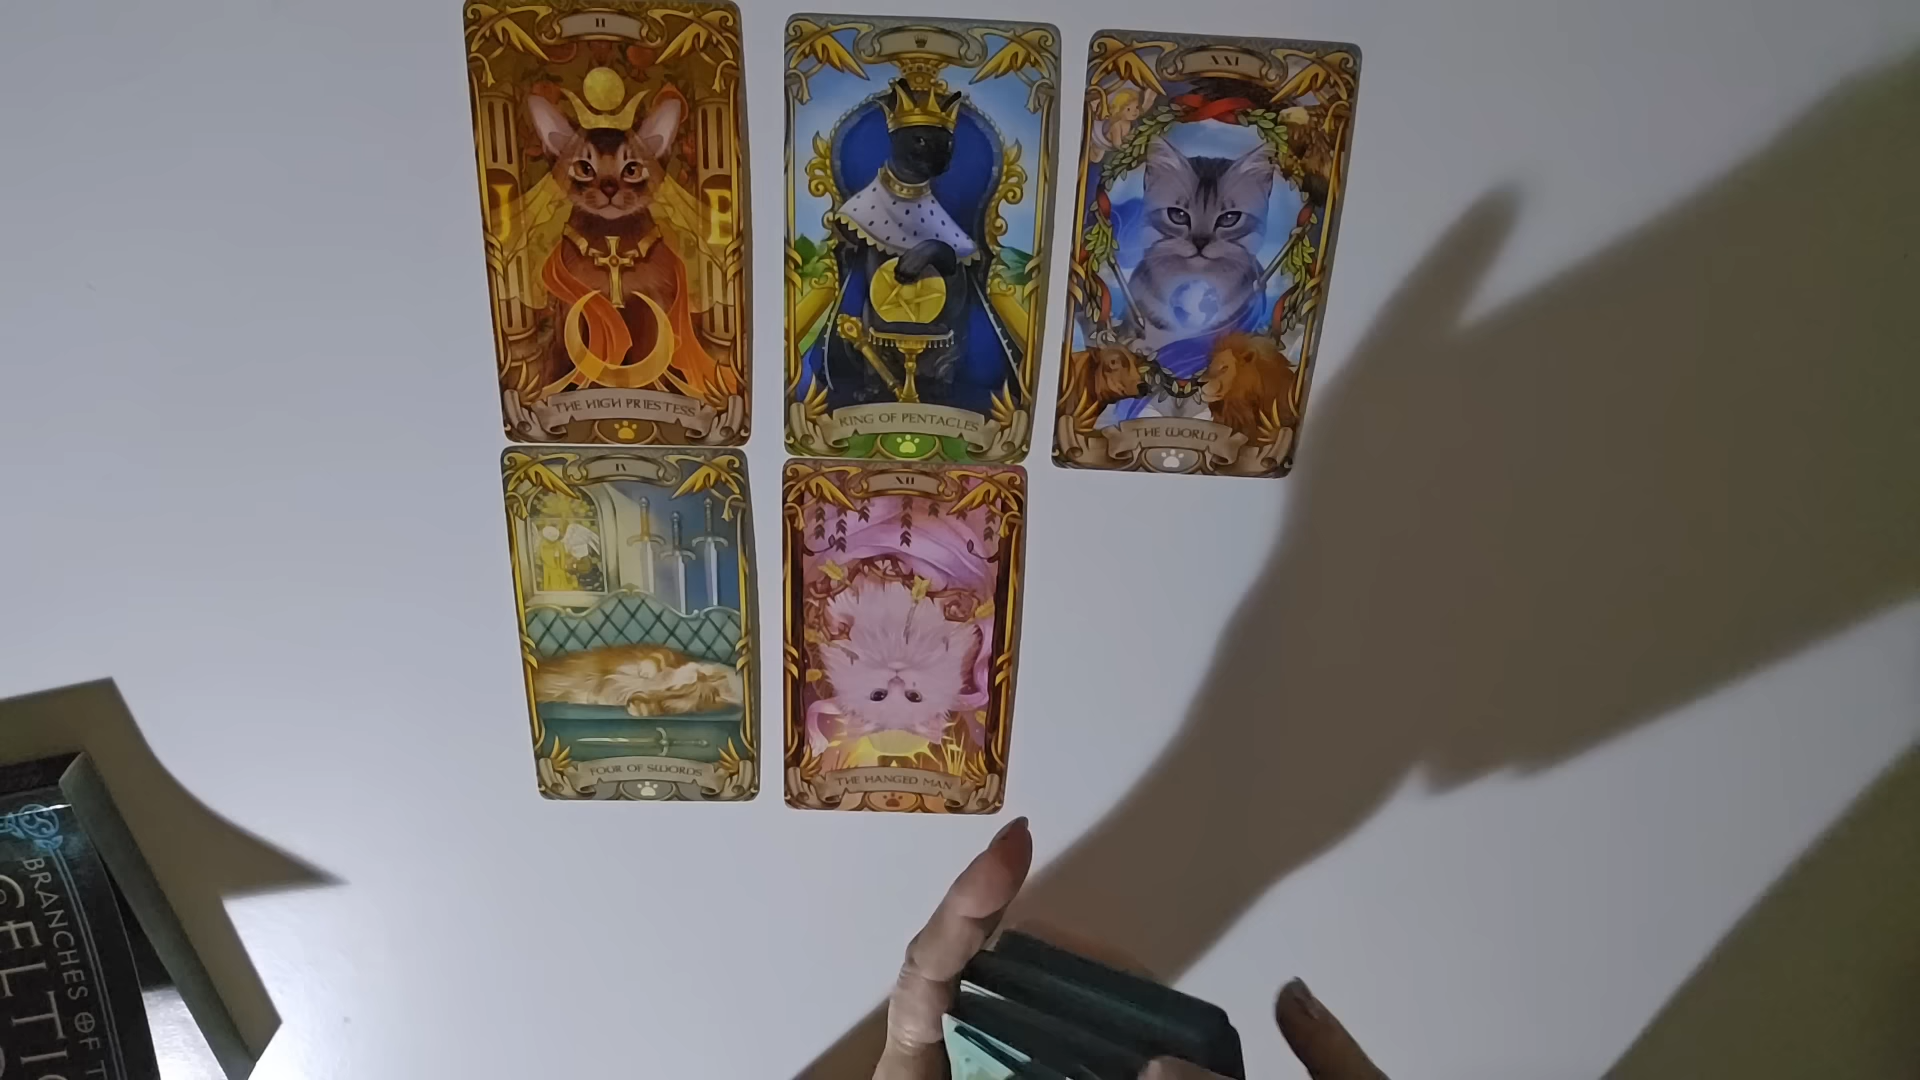 II
J
B
THE HIGH PRIESTESS
KING OF PENTACLES
XXI
THE WORLD
IV
FOUR OF SWORDS
XII
THE HANGED MAN
BRANCHES OF